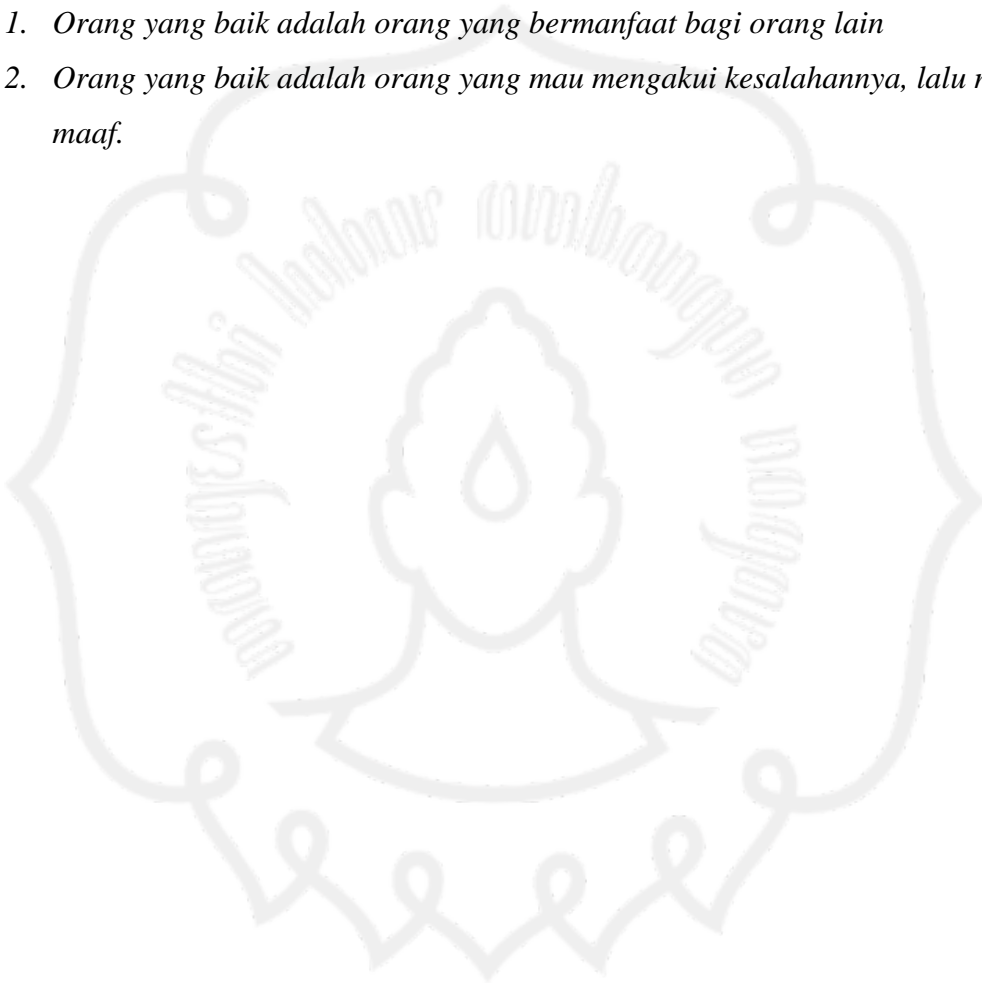 1. Orang yang baik adalah orang yang bermanfaat bagi orang lain
2. Orang yang baik adalah orang yang mau mengakui kesalahannya, lalu
maaf.